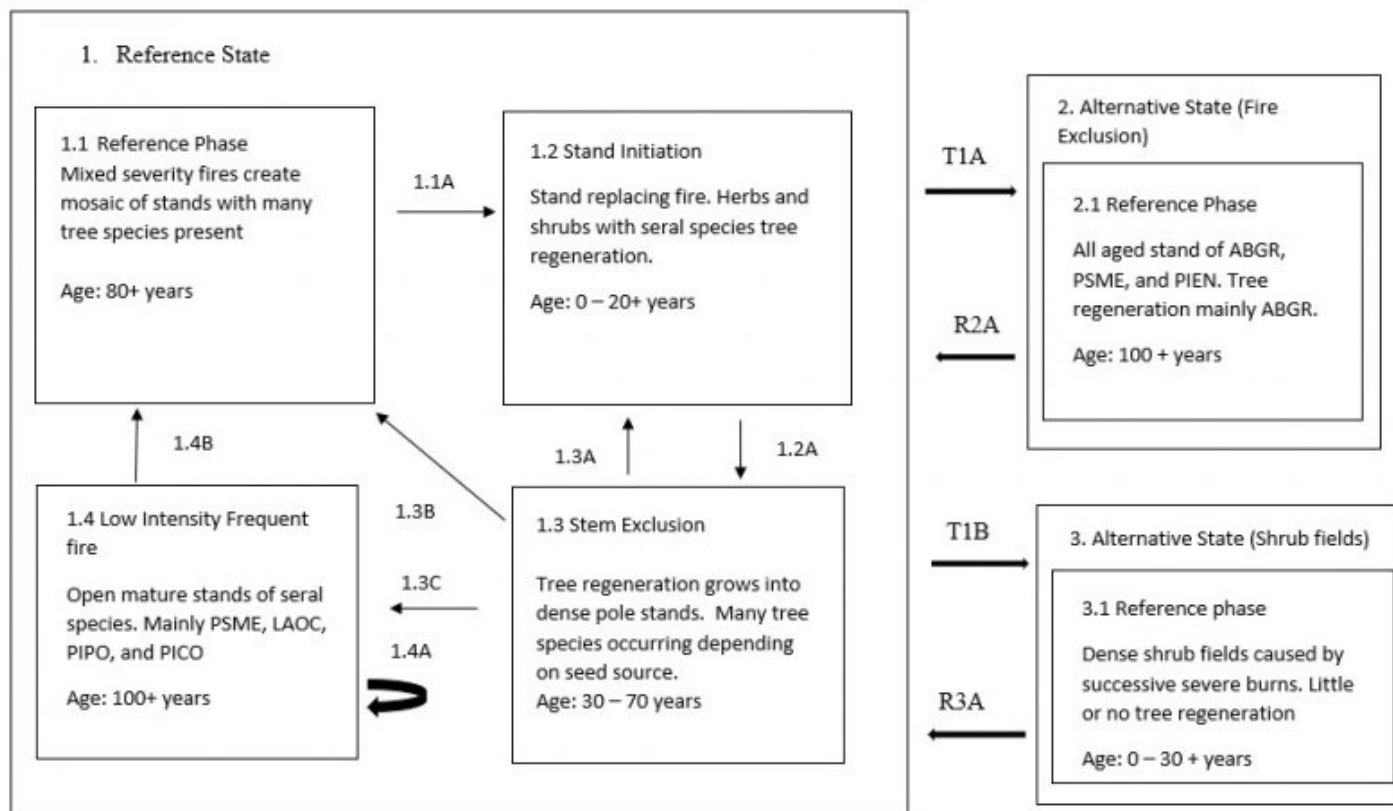 1. Reference State
1.1 Reference Phase
Mixed severity fires create
mosaic of stands with many
tree species present
Age: 80+ years
1.1A
1.2 Stand Initiation
Stand replacing fire. Herbs and
shrubs with seral species tree
regeneration.
Age: 0 – 20+ years
1.4B
1.3A
1.2A
1.4 Low Intensity Frequent
fire
Open mature stands of seral
species. Mainly PSME, LAOC,
PIPO, and PICO
Age: 100+ years
1.3B
1.3C
1.4A
1.3 Stem Exclusion
Tree regeneration grows into
dense pole stands. Many tree
species occurring depending
on seed source.
Age: 30 – 70 years
T1A
R2A
2. Alternative State (Fire
Exclusion)
2.1 Reference Phase
All aged stand of ABGR,
PSME, and PIEN. Tree
regeneration mainly ABGR.
Age: 100 + years
T1B
R3A
3. Alternative State (Shrub fields)
3.1 Reference phase
Dense shrub fields caused by
successive severe burns. Little
or no tree regeneration
Age: 0 – 30 + years